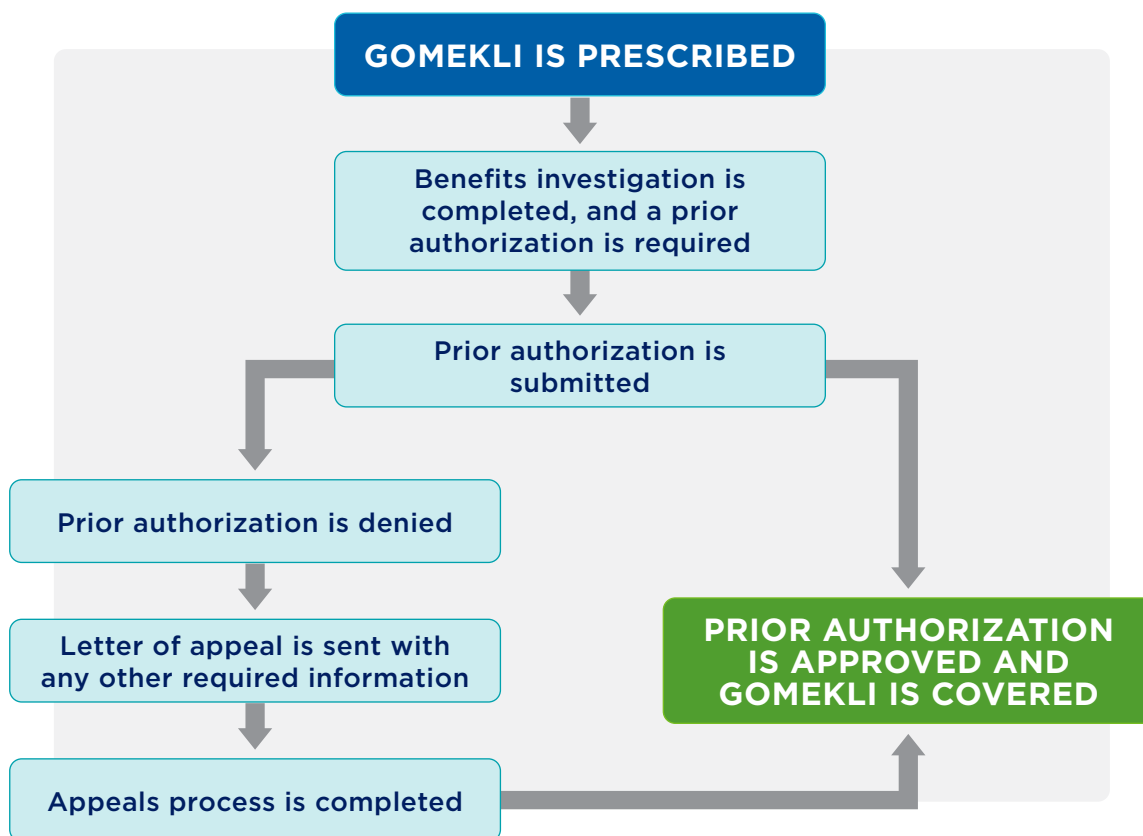 GOMEKLI IS PRESCRIBED
Benefits investigation is
completed, and a prior
authorization is required
Prior authorization is
submitted
Prior authorization is denied
Letter of appeal is sent with
any other required information
Appeals process is completed
PRIOR AUTHORIZATION
IS APPROVED AND
GOMEKLI IS COVERED